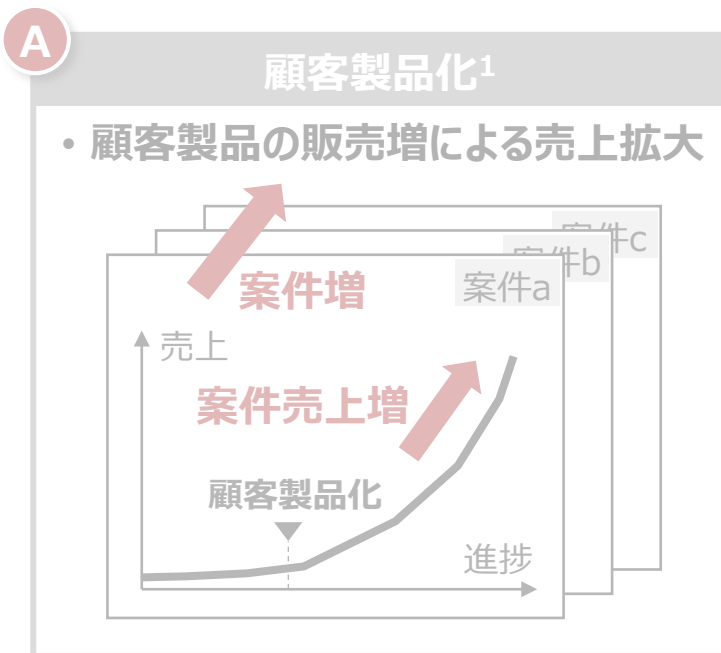 A
顧客製品化1
・顧客製品の販売増による売上拡大
案件c
案件b
案件a
案件増
売上
案件売上増
顧客製品化
進捗